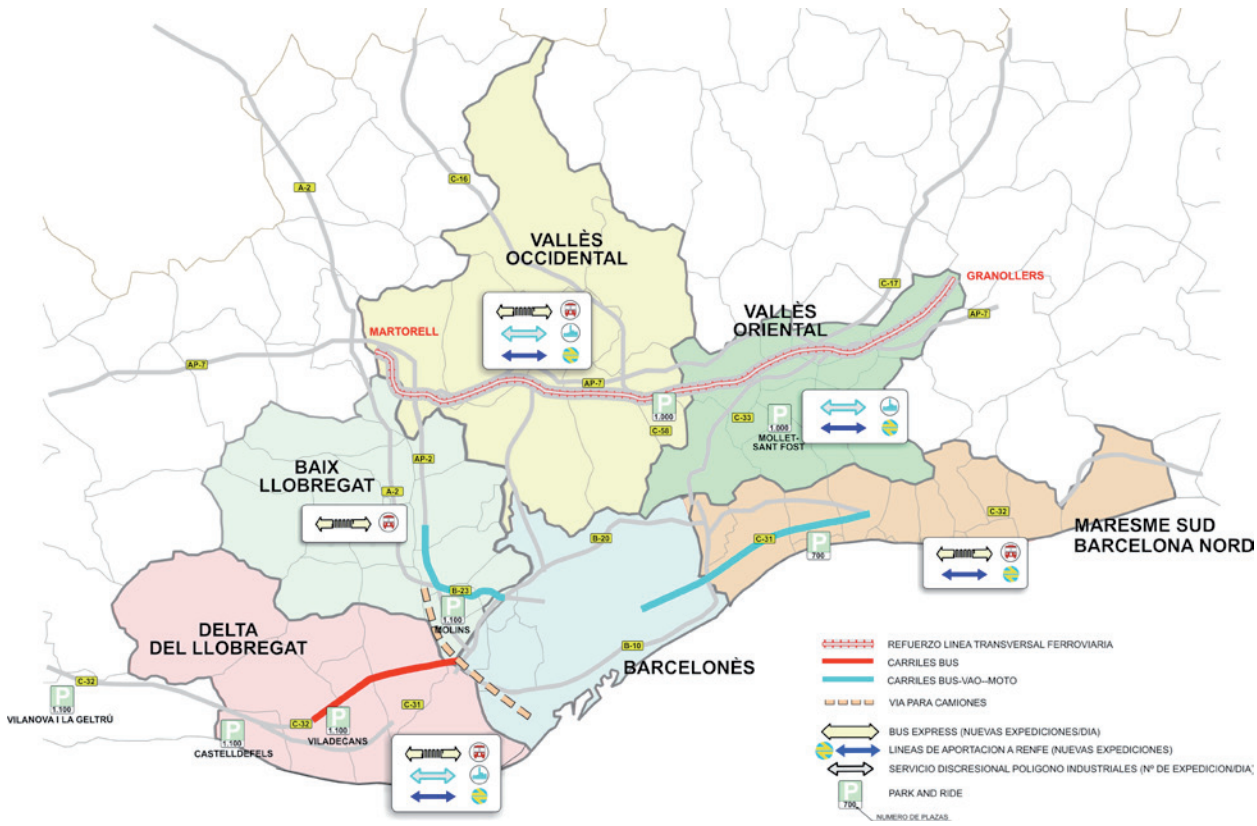 A-2
C-16
VALLÈS
OCCIDENTAL
GRANOLLERS
C-17
VALLÈS
ORIENTAL
AP-7
MARTORELL
AP-7
AP-7
P
1.000
C-58
C-33
P
1.000
MOLLET-
SANT FOST
AP-2
BAIX
LLOBREGAT
A-2
C-32
MARESME SUD
BARCELONA NORD
B-20
C-31
P
700
B-23
P
1.100
MOLINS
DELTA
DEL LLOBREGAT
BARCELONÈS
B-10
C-32
P
1.100
VILANOVA I LA GELTRÚ
P
1.100
CASTELLDEFELS
C-32
P
1.100
VILADECANS
C-31
REFUERZO LINEA TRANSVERSAL FERROVIARIA
CARRILES BUS
CARRILES BUS-VAO--MOTO
VIA PARA CAMIONES
BUS EXPRESS (NUEVAS EXPEDICIONES/DIA)
LINEAS DE APORTACION A RENFE (NUEVAS EXPEDICIONES)
SERVICIO DISCRESIONAL POLIGONO INDUSTRIALES (Nº DE EXPEDICION/DIA)
P
700
PARK AND RIDE
NUMERO DE PLAZAS